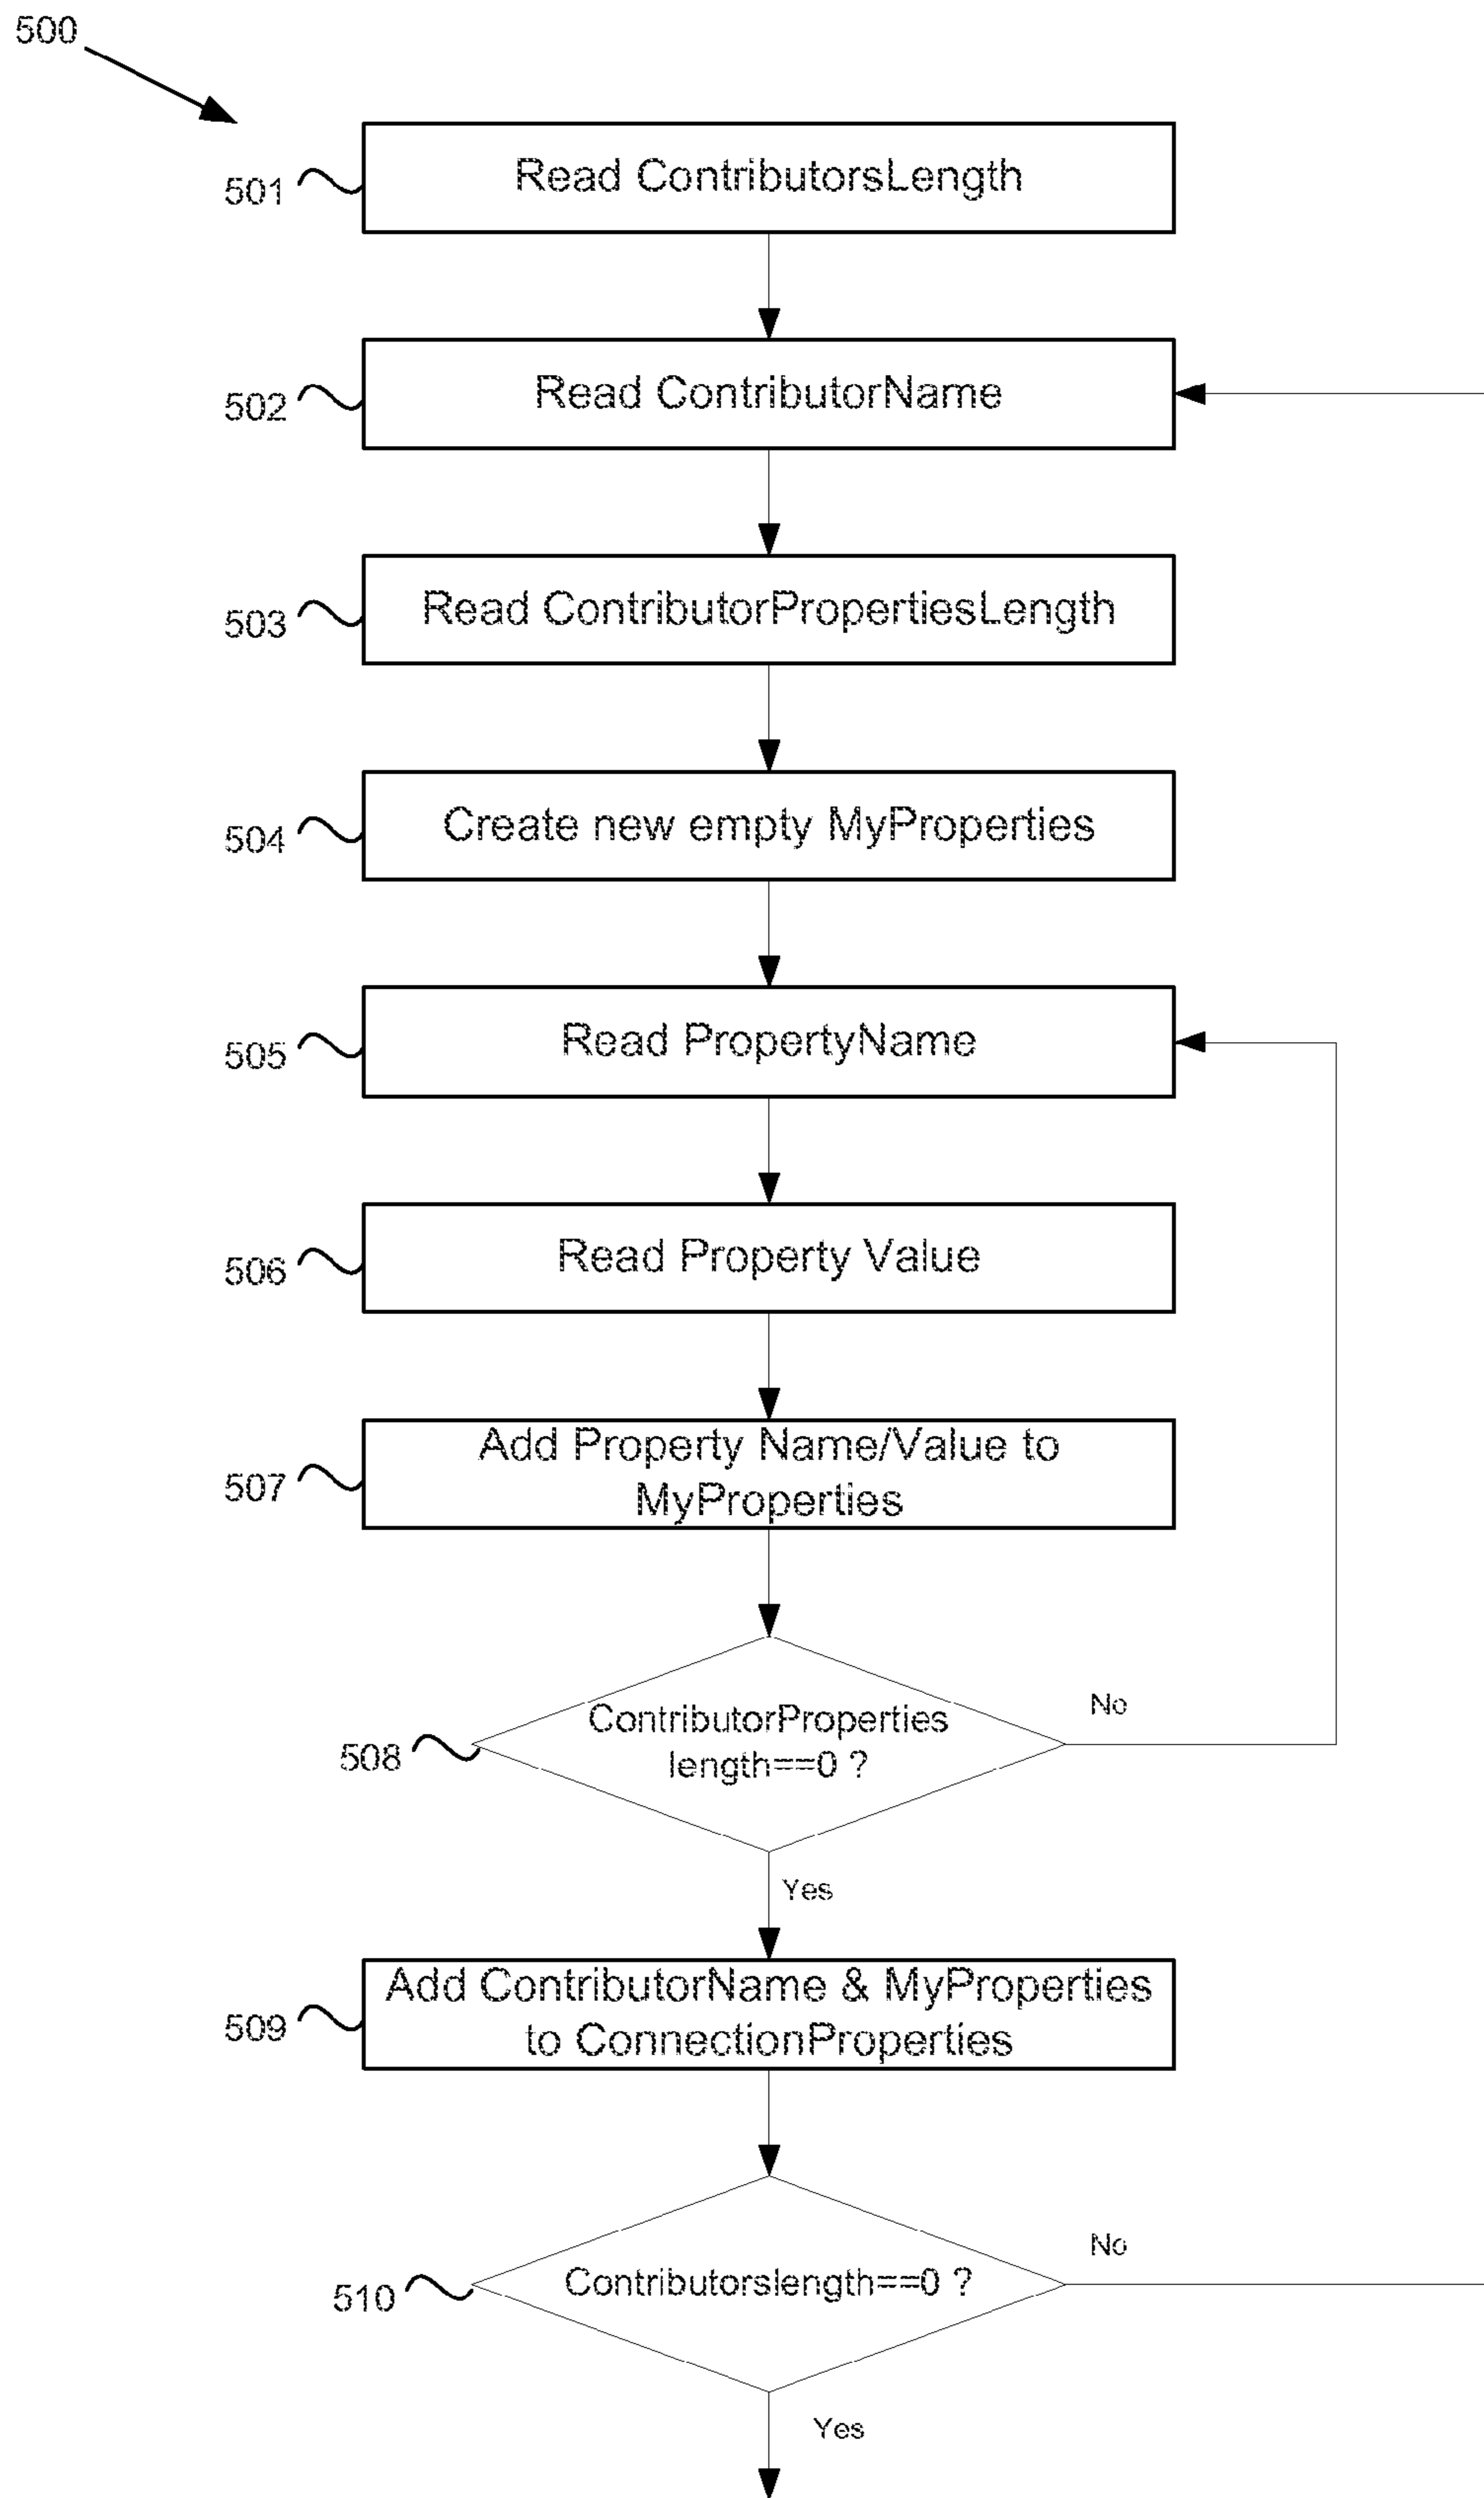 500
501
Read ContributorsLength
502
Read ContributorName
503
Read ContributorPropertiesLength
504
Create new empty MyProperties
505
Read PropertyName
506
Read Property Value
507
Add Property Name/Value to
MyProperties
508
ContributorProperties
length==0 ?
No
Yes
509
Add ContributorName & MyProperties
to ConnectionProperties
510
Contributorslength==0 ?
No
Yes